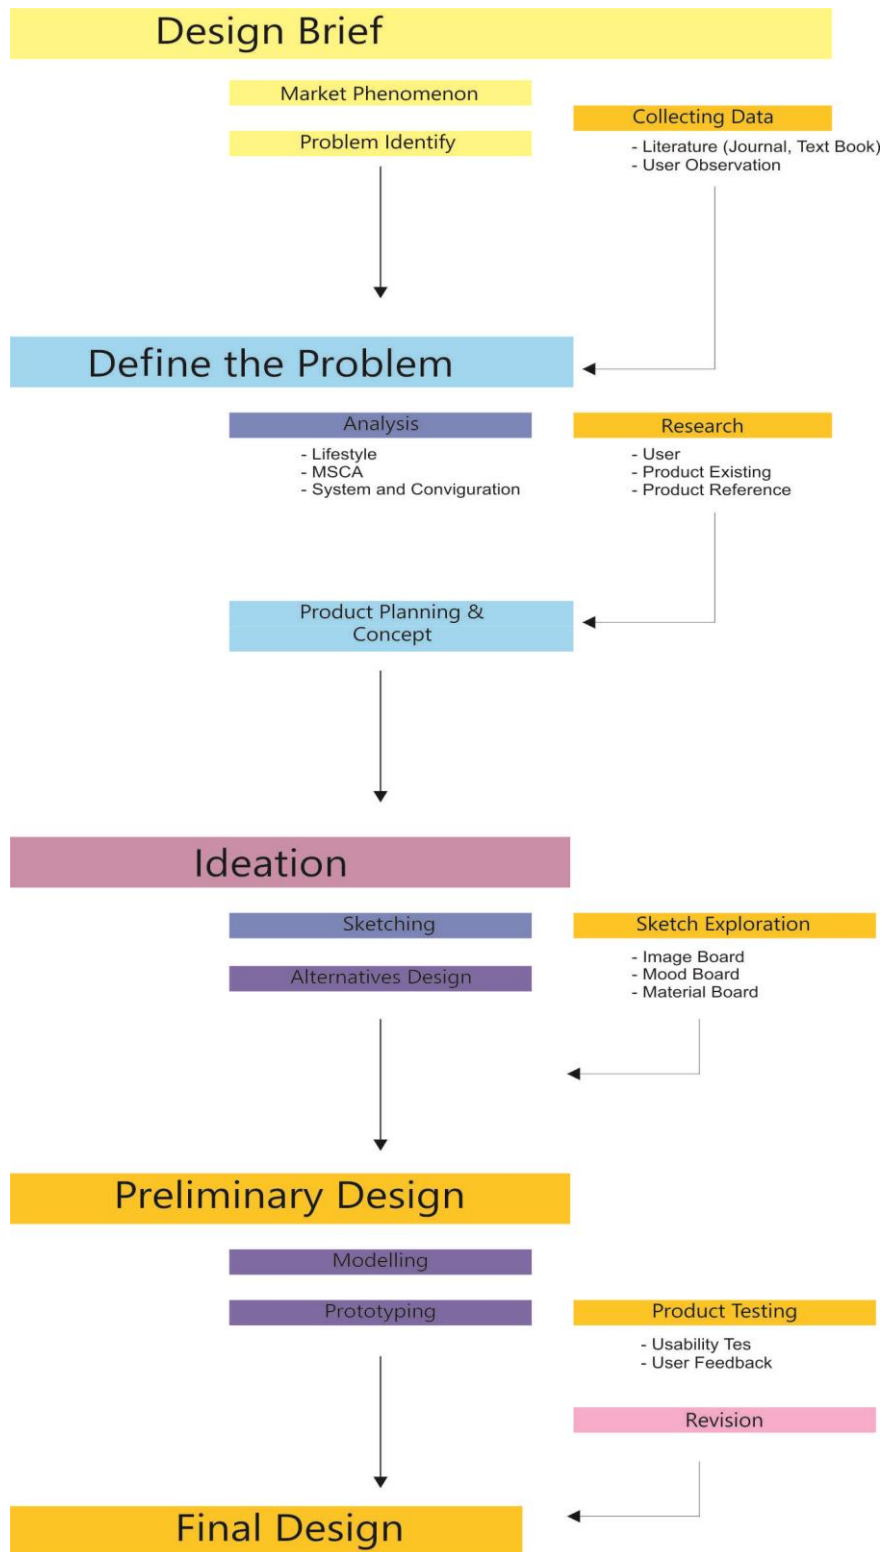 Design Brief
Market Phenomenon
Problem Identify
Collecting Data
- Literature (Journal, Text Book)
- User Observation
Define the Problem
Analysis
- Lifestyle
- MSCA
- System and Conviguration
Research
- User
- Product Existing
- Product Reference
Product Planning &
Concept
Ideation
Sketching
Alternatives Design
Sketch Exploration
- Image Board
- Mood Board
- Material Board
Preliminary Design
Modelling
Prototyping
Product Testing
- Usability Tes
- User Feedback
Revision
Final Design